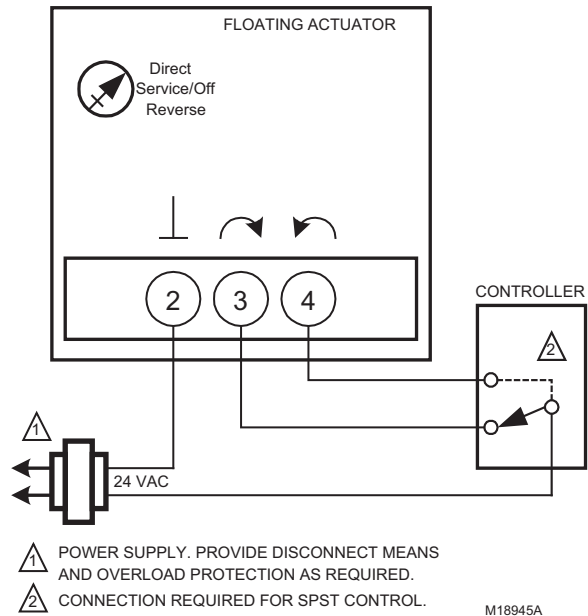 FLOATING ACTUATOR
Direct
Service/Off
Reverse
2 3 4
CONTROLLER
2
1
24 VAC
1 POWER SUPPLY. PROVIDE DISCONNECT MEANS
AND OVERLOAD PROTECTION AS REQUIRED.
2 CONNECTION REQUIRED FOR SPST CONTROL.
M18945A